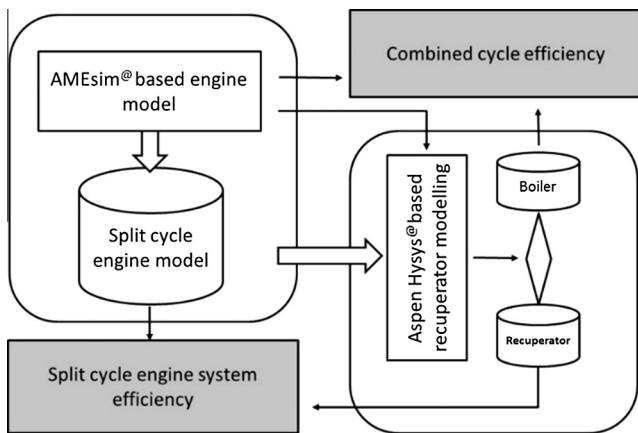 AMEsim@ based engine
model
Combined cycle efficiency
Split cycle
engine model
Aspen Hysys@based
recuperator modelling
Boiler
Recuperator
Split cycle engine system
efficiency